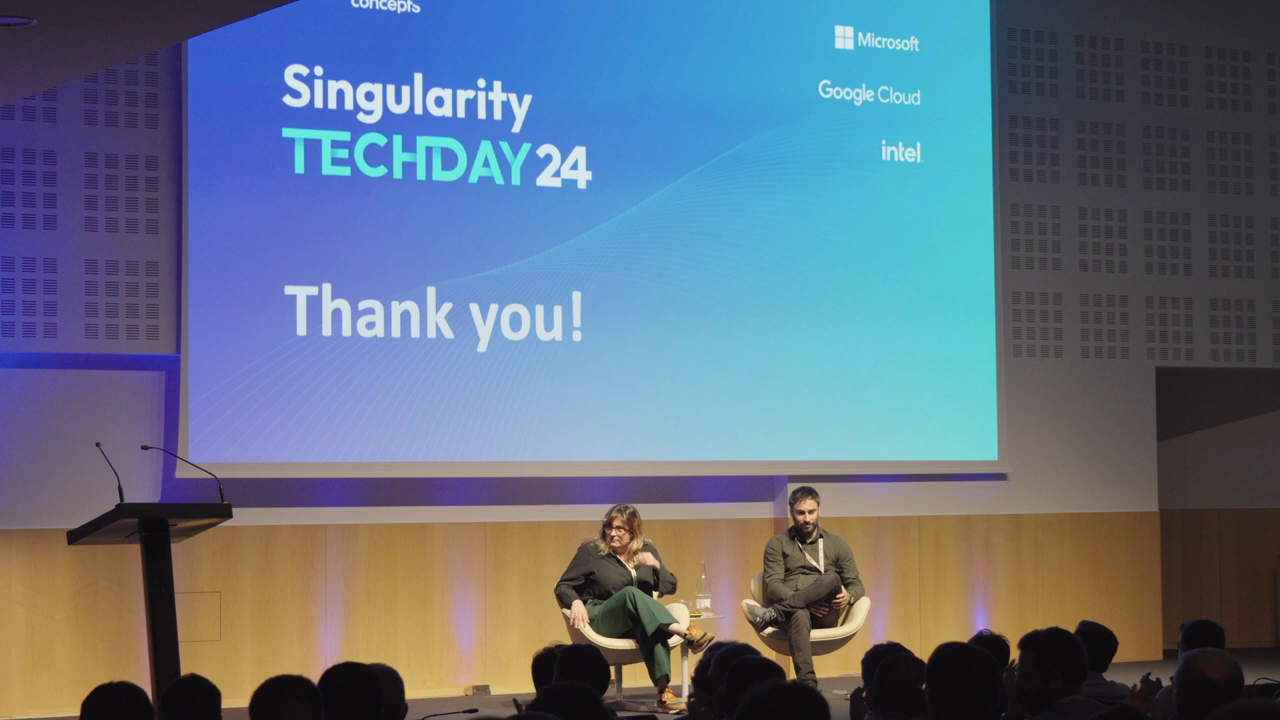 concepts
Singularity
TECHDAY24
Thank you!
Microsoft
Google Cloud
intel